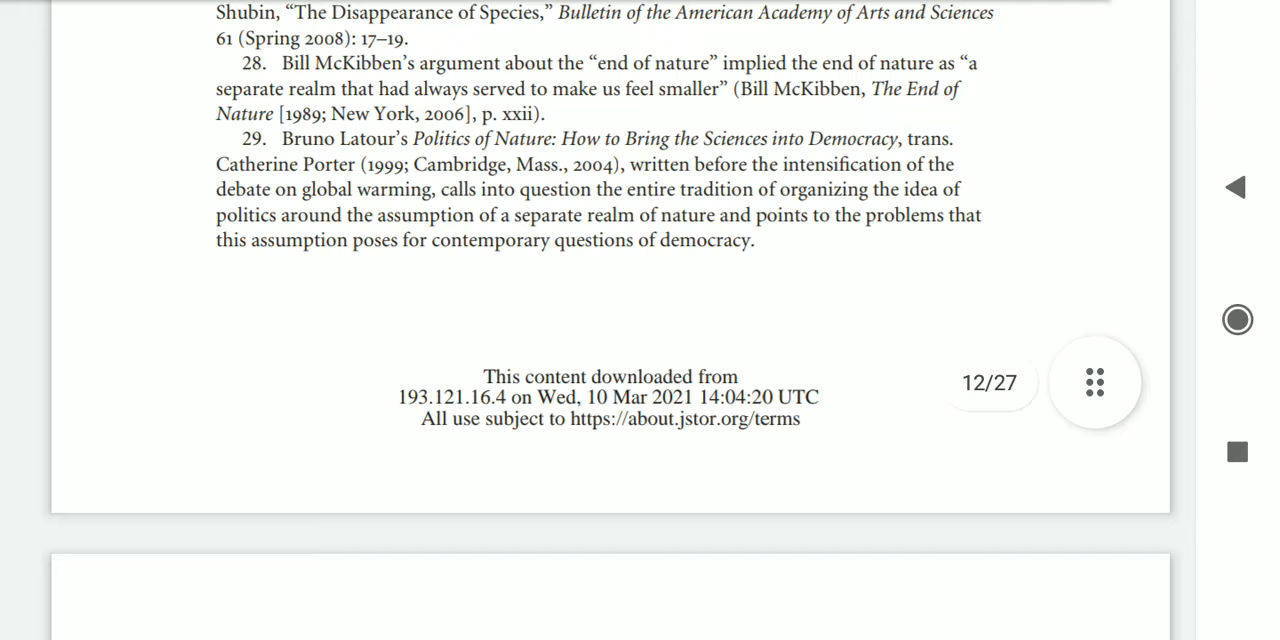 Shubin, “The Disappearance of Species,” Bulletin of the American Academy of Arts and Sciences
61 (Spring 2008): 17–19.
28. Bill McKibben’s argument about the “end of nature” implied the end of nature as “a
separate realm that had always served to make us feel smaller” (Bill McKibben, The End of
Nature [1989; New York, 2006], p. xxii).
29. Bruno Latour’s Politics of Nature: How to Bring the Sciences into Democracy, trans.
Catherine Porter (1999; Cambridge, Mass., 2004), written before the intensification of the
debate on global warming, calls into question the entire tradition of organizing the idea of
politics around the assumption of a separate realm of nature and points to the problems that
this assumption poses for contemporary questions of democracy.
This content downloaded from
193.121.16.4 on Wed, 10 Mar 2021 14:04:20 UTC
All use subject to https://about.jstor.org/terms
12/27